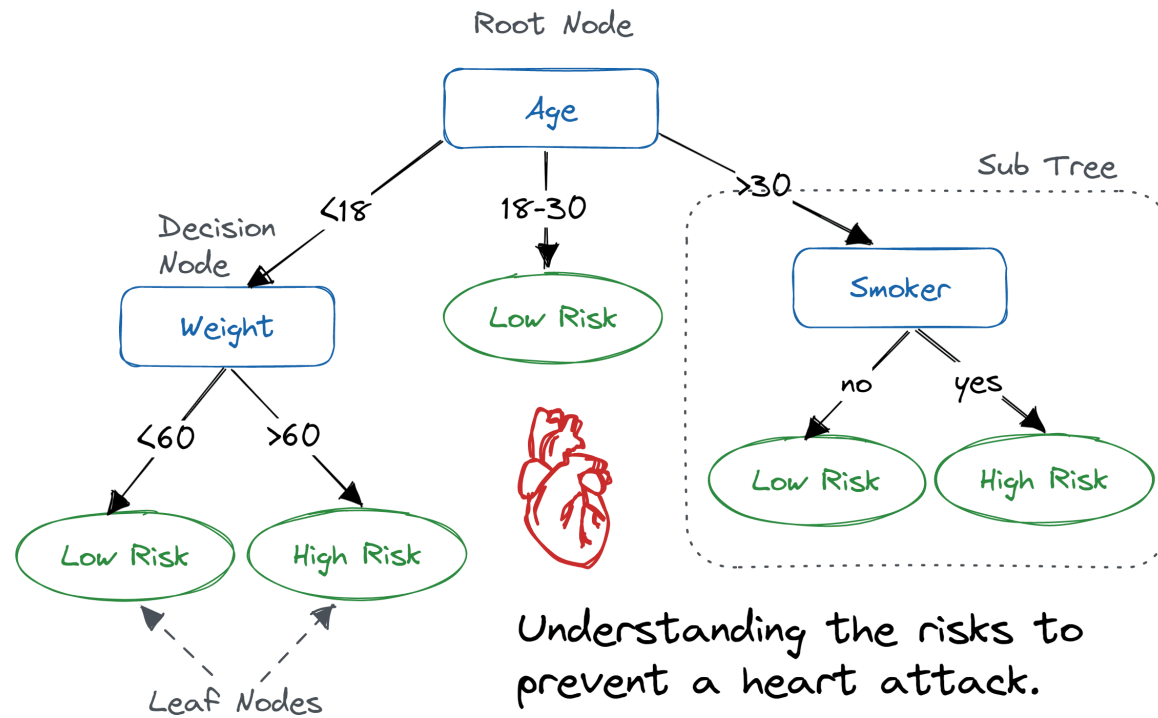 Root Node
Age
Sub Tree
>30
<18
18-30
Decision
Node
Smoker
Weight
Low Risk
no
yes
<60
>60
Low Risk
High Risk
Low Risk
High Risk
Understanding the risks to
prevent a heart attack.
Leaf Nodes